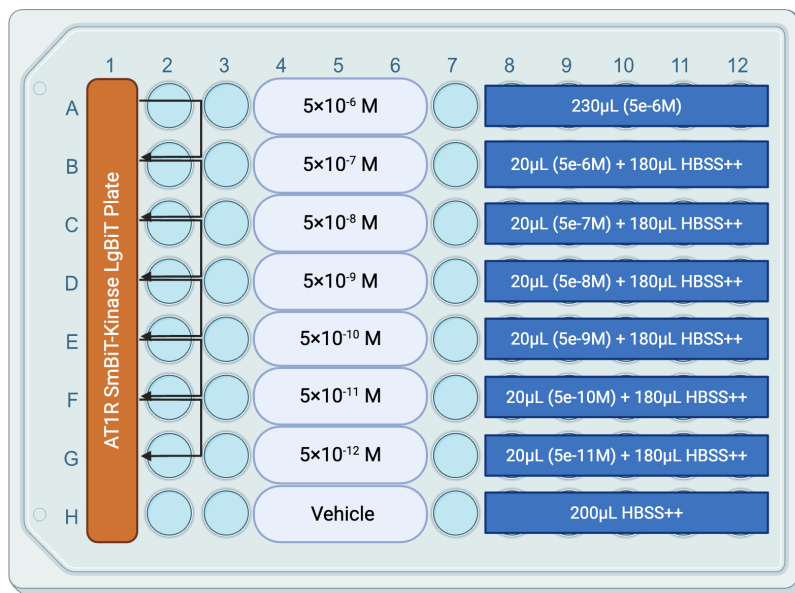 1 2 3 4 5 6 7 8 9 10 11 12
A 5×10⁻⁶ M 230µL (5e-6M)
B 5×10⁻⁷ M 20µL (5e-6M) + 180µL HBSS++
C 5×10⁻⁸ M 20µL (5e-7M) + 180µL HBSS++
D 5×10⁻⁹ M 20µL (5e-8M) + 180µL HBSS++
E 5×10⁻¹⁰ M 20µL (5e-9M) + 180µL HBSS++
F 5×10⁻¹¹ M 20µL (5e-10M) + 180µL HBSS++
G 5×10⁻¹² M 20µL (5e-11M) + 180µL HBSS++
H Vehicle 200µL HBSS++
AT1R SmBiT-Kinase LgBiT Plate